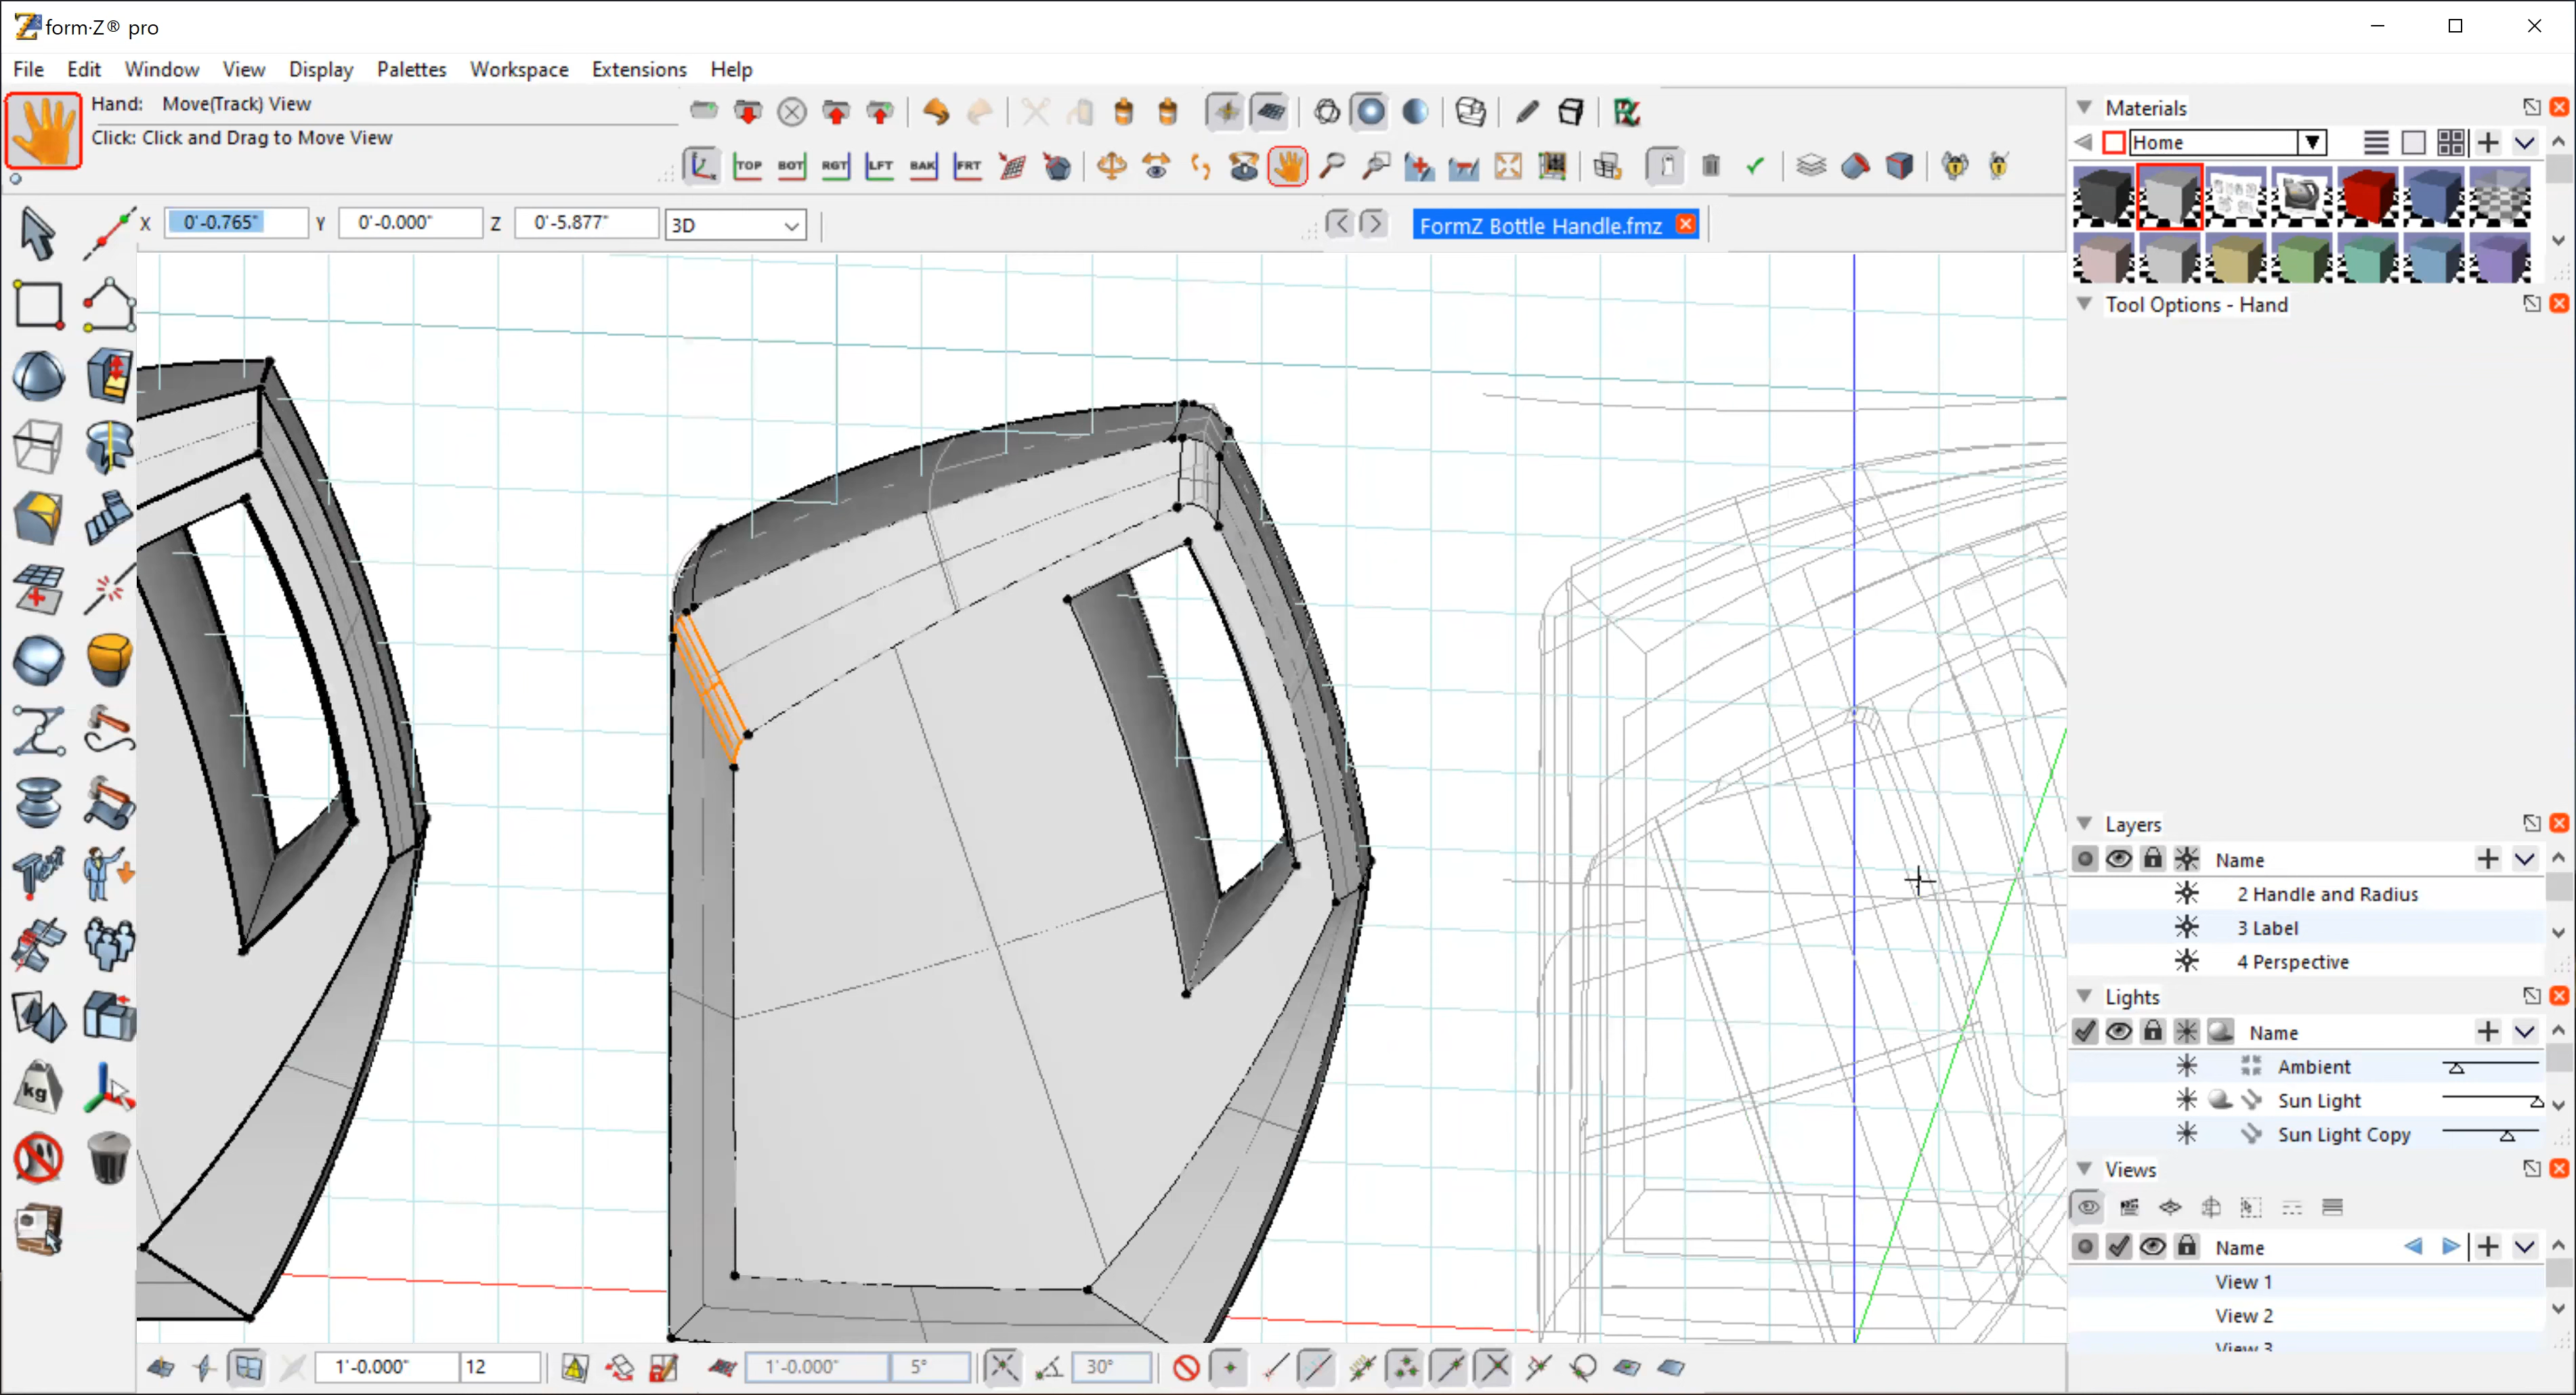 form·Z® pro
File Edit Window View Display Palettes Workspace Extensions Help
Hand: Move(Track) View
Click: Click and Drag to Move View
TOP BOT RGT LFT BAK FRT
X 0'-0.765" Y 0'-0.000" Z 0'-5.877" 3D
FormZ Bottle Handle.fmz
Materials
Home
Tool Options - Hand
Layers
Name
2 Handle and Radius
3 Label
4 Perspective
Lights
Name
Ambient
Sun Light
Sun Light Copy
Views
Name
View 1
View 2
View 3
Text
kg
1'-0.000" 12 1'-0.000" 5° 30°